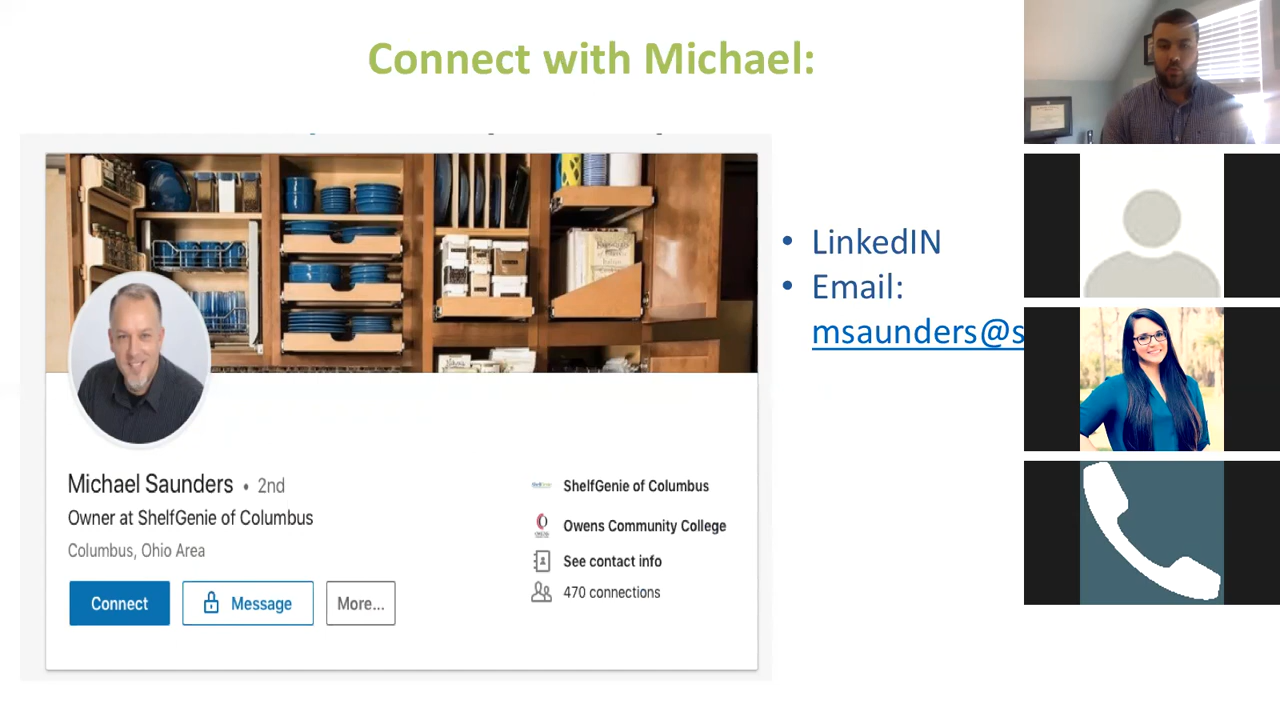 Connect with Michael:
• LinkedIN
• Email:
msaunders@s
Michael Saunders • 2nd
Owner at ShelfGenie of Columbus
Columbus, Ohio Area
Connect
Message
More...
ShelfGenie of Columbus
Owens Community College
See contact info
470 connections